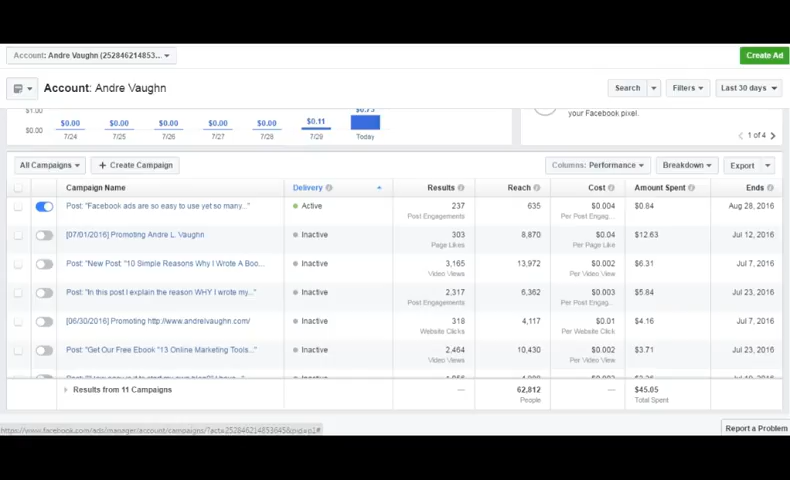 Account: Andre Vaughn (252846214853...
Create Ad
Account: Andre Vaughn
Search
Filters
Last 30 days
$1.00
$0.00
$0.00 $0.00 $0.00 $0.00 $0.00 $0.11
7/24 7/25 7/26 7/27 7/28 7/29 Today
your Facebook pixel.
1 of 4
All Campaigns
+ Create Campaign
Columns: Performance
Breakdown
Export
Campaign Name Delivery Results Reach Cost Amount Spent Ends
Post: "Facebook ads are so easy to use yet so many..." Active 237 635 $0.004 $0.84 Aug 28, 2016
Post Engagements Per Post Engag...
[07/01/2016] Promoting Andre L. Vaughn Inactive 303 8,870 $0.04 $12.63 Jul 12, 2016
Page Likes Per Page Like
Post: "New Post: "10 Simple Reasons Why I Wrote A Boo... Inactive 3,165 13,972 $0.002 $6.31 Jul 7, 2016
Video Views Per Video View
Post: "In this post I explain the reason WHY I wrote my..." Inactive 2,317 6,362 $0.003 $5.84 Jul 23, 2016
Post Engagements Per Post Engag...
[06/30/2016] Promoting http://www.andrelvaughn.com/ Inactive 318 4,117 $0.01 $4.16 Jul 7, 2016
Website Clicks Per Website Click
Post: "Get Our Free Ebook "13 Online Marketing Tools..." Inactive 2,464 10,430 $0.002 $3.71 Jul 23, 2016
Video Views Per Video View
Results from 11 Campaigns — 62,812 — $45.05
People Total Spent
Report a Problem